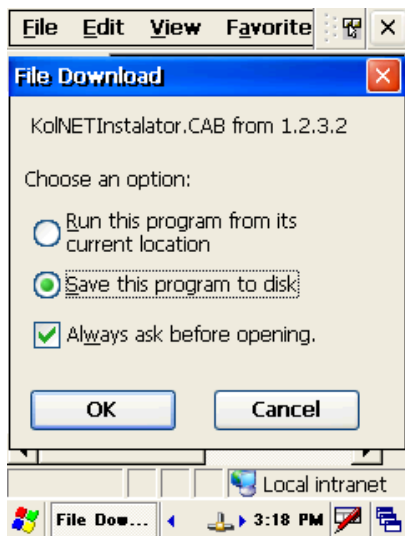 File Edit View Favorite
File Download
KolNETInstalator.CAB from 1.2.3.2
Choose an option:
Run this program from its
current location
Save this program to disk
Always ask before opening.
OK Cancel
Local intranet
File Dow... 3:18 PM